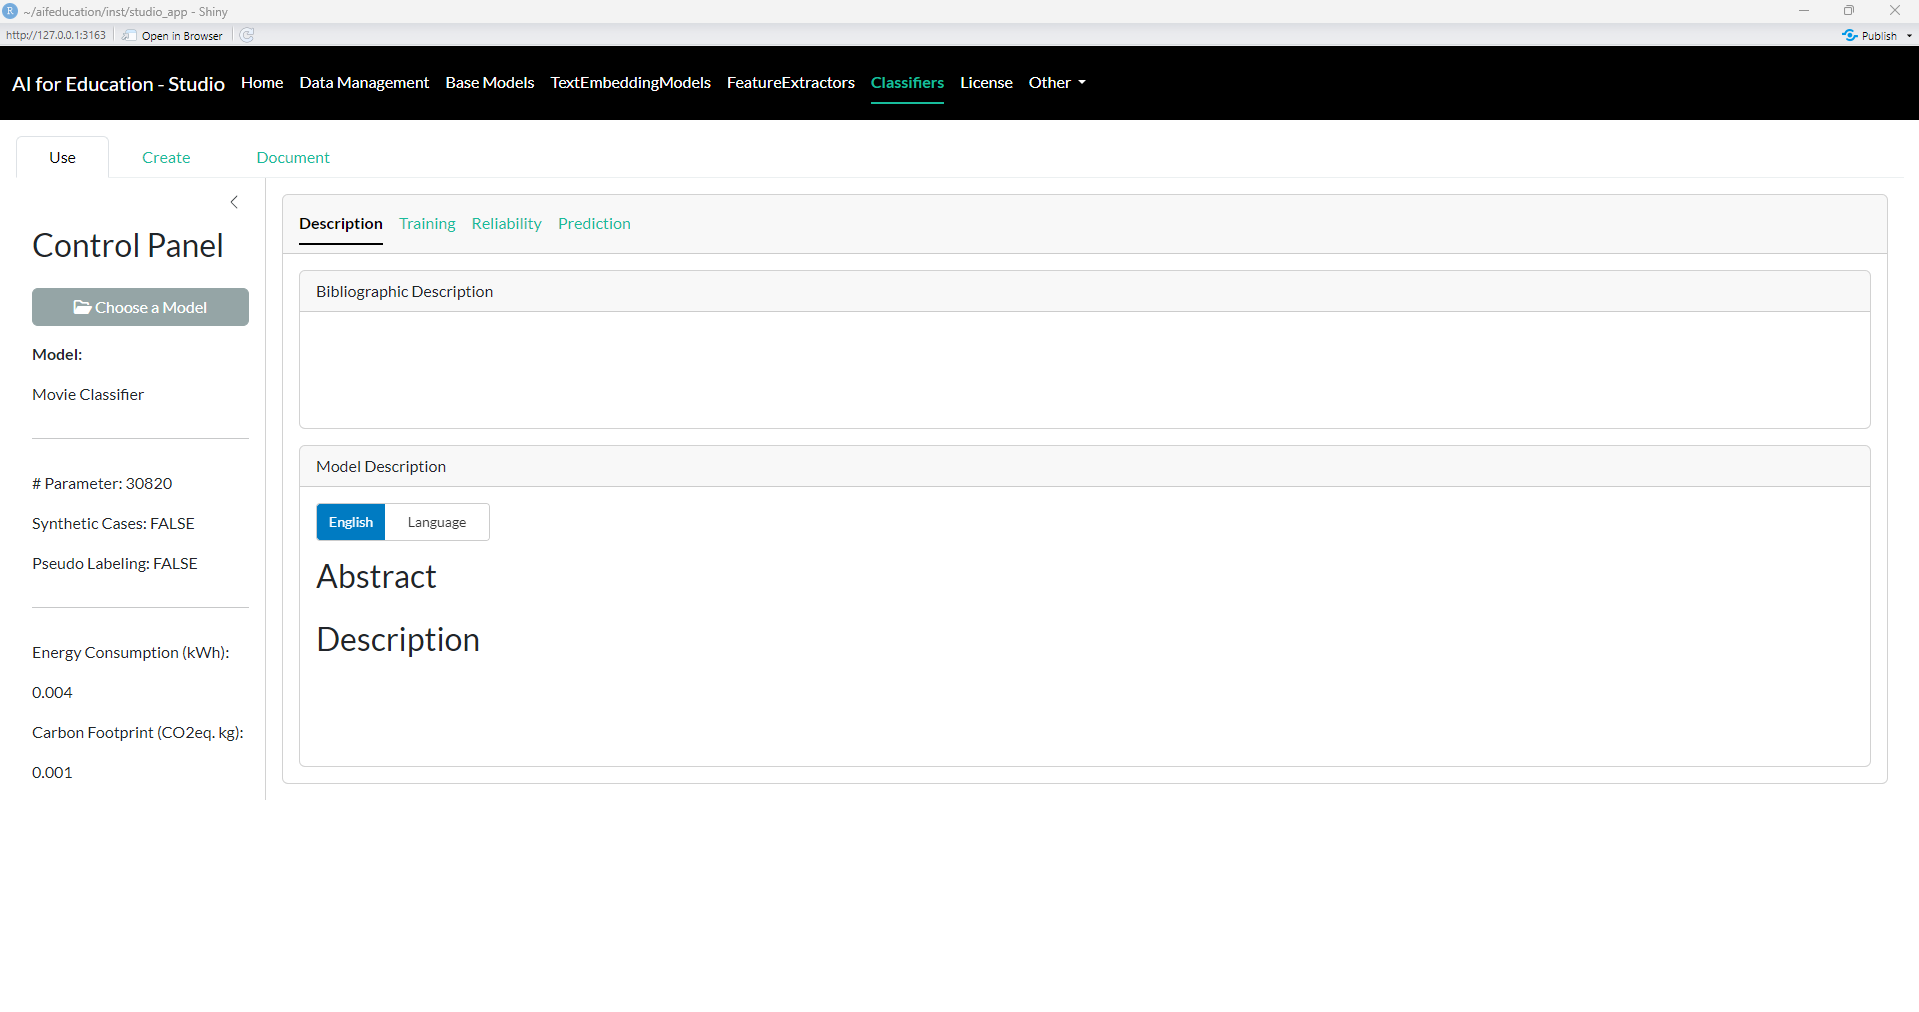 ~/aifeducation/inst/studio_app - Shiny
http://127.0.0.1:3163 Open in Browser Publish
AI for Education - Studio Home Data Management Base Models TextEmbeddingModels FeatureExtractors Classifiers License Other
Use Create Document
Control Panel
Choose a Model
Model:
Movie Classifier
# Parameter: 30820
Synthetic Cases: FALSE
Pseudo Labeling: FALSE
Energy Consumption (kWh):
0.004
Carbon Footprint (CO2eq. kg):
0.001
Description Training Reliability Prediction
Bibliographic Description
Model Description
English Language
Abstract
Description